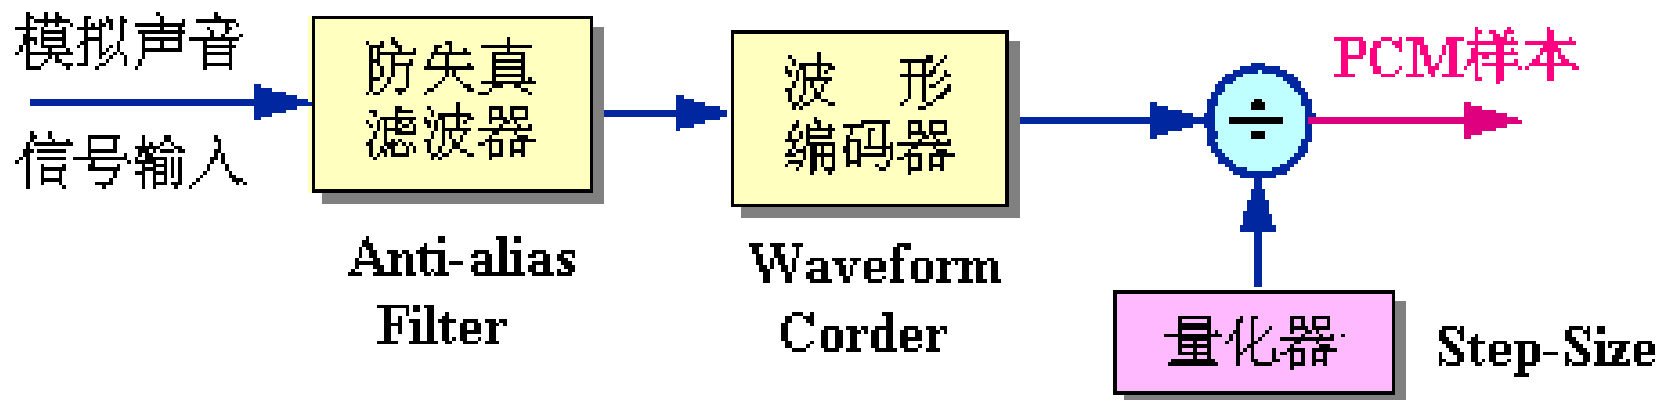 模拟声音
信号输入
防失真
滤波器
Anti-alias
Filter
波 形
编码器
Waveform
Corder
÷
PCM样本
量化器
Step-Size